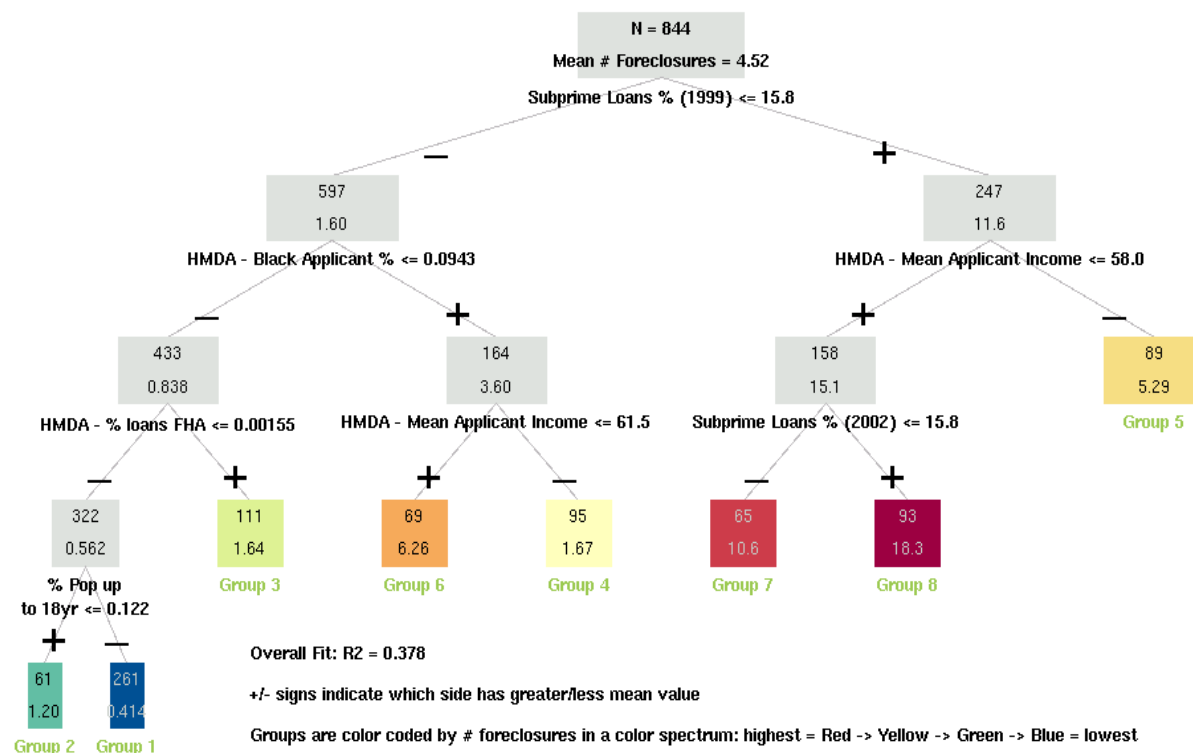 N = 844
Mean # Foreclosures = 4.52
Subprime Loans % (1999) <= 15.8
− +
597 247
1.60 11.6
HMDA - Black Applicant % <= 0.0943 HMDA - Mean Applicant Income <= 58.0
− + + −
433 164 158 89
0.838 3.60 15.1 5.29
HMDA - % loans FHA <= 0.00155 HMDA - Mean Applicant Income <= 61.5 Subprime Loans % (2002) <= 15.8 Group 5
− + + − − +
322 111 69 95 65 93
0.562 1.64 6.26 1.67 10.6 18.3
% Pop up Group 3 Group 6 Group 4 Group 7 Group 8
to 18yr <= 0.122
+ −
61 261
1.20 0.414
Group 2 Group 1
Overall Fit: R2 = 0.378
+/- signs indicate which side has greater/less mean value
Groups are color coded by # foreclosures in a color spectrum: highest = Red -> Yellow -> Green -> Blue = lowest